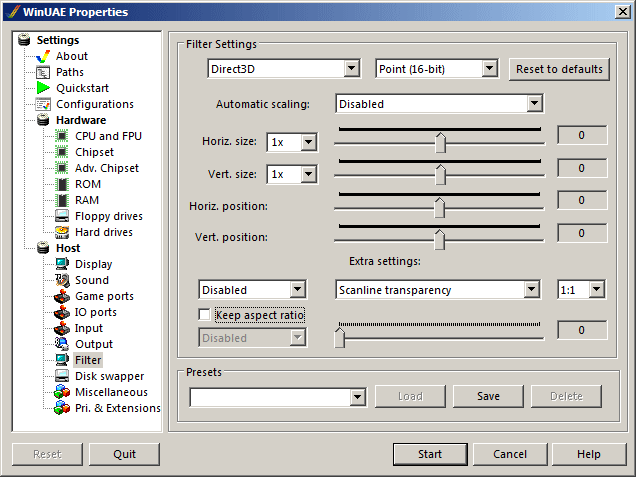 WinUAE Properties
Settings
About
Paths
Quickstart
Configurations
Hardware
CPU and FPU
Chipset
Adv. Chipset
ROM
RAM
Floppy drives
Hard drives
Host
Display
Sound
Game ports
IO ports
Input
Output
Filter
Disk swapper
Miscellaneous
Pri. & Extensions
Filter Settings
Direct3D Point (16-bit) Reset to defaults
Automatic scaling: Disabled
Horiz. size: 1x 0
Vert. size: 1x 0
Horiz. position: 0
Vert. position: 0
Extra settings:
Disabled Scanline transparency 1:1
Keep aspect ratio
Disabled 0
Presets
Load Save Delete
Reset Quit Start Cancel Help